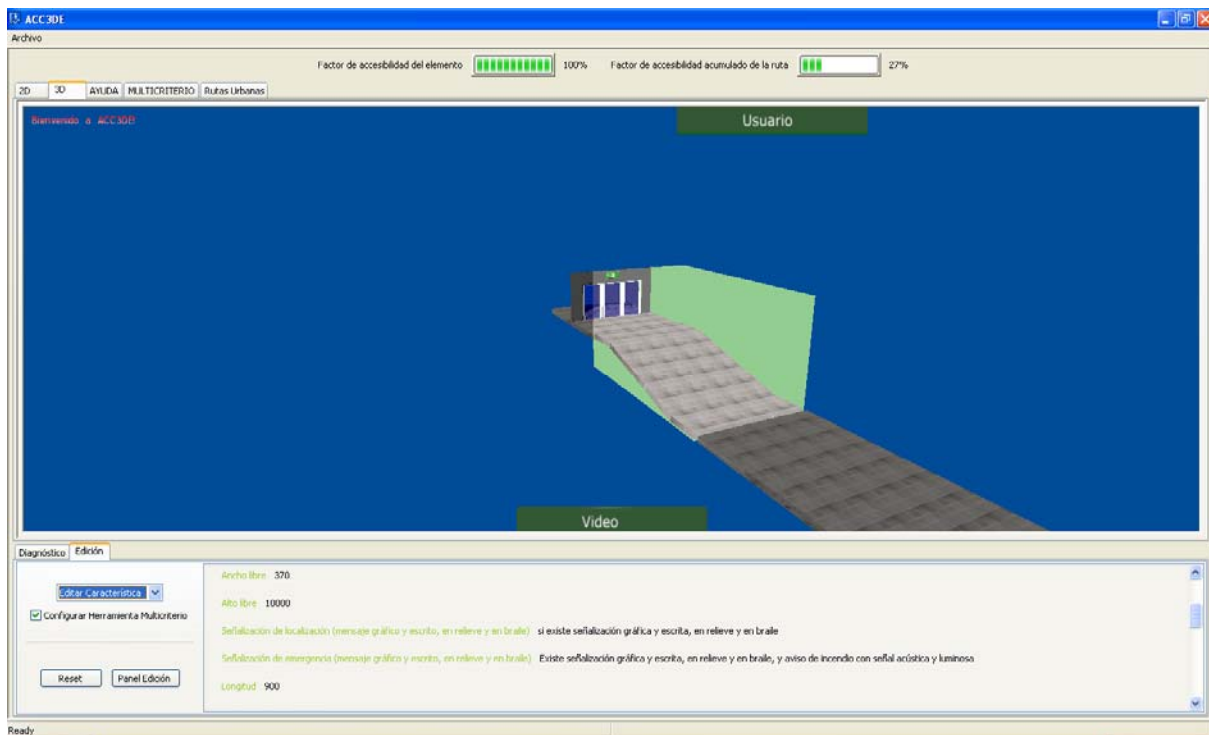 ACC3DE
Archivo
Factor de accesibilidad del elemento 100% Factor de accesibilidad acumulado de la ruta 27%
2D 3D AYUDA MULTICRITERIO Rutas Urbanas
Bienvenido a ACC3DE!
Usuario
Video
Diagnóstico Edición
Editar Característica
Configurar Herramienta Multicriterio
Reset Panel Edición
Ancho libre 370
Alto libre 10000
Señalización de localización (mensaje gráfico y escrito, en relieve y en braile) si existe señalización gráfica y escrita, en relieve y en braile
Señalización de emergencia (mensaje gráfico y escrito, en relieve y en braile) Existe señalización gráfica y escrita, en relieve y en braile, y aviso de incendio con señal acústica y luminosa
Longitud 900
Ready